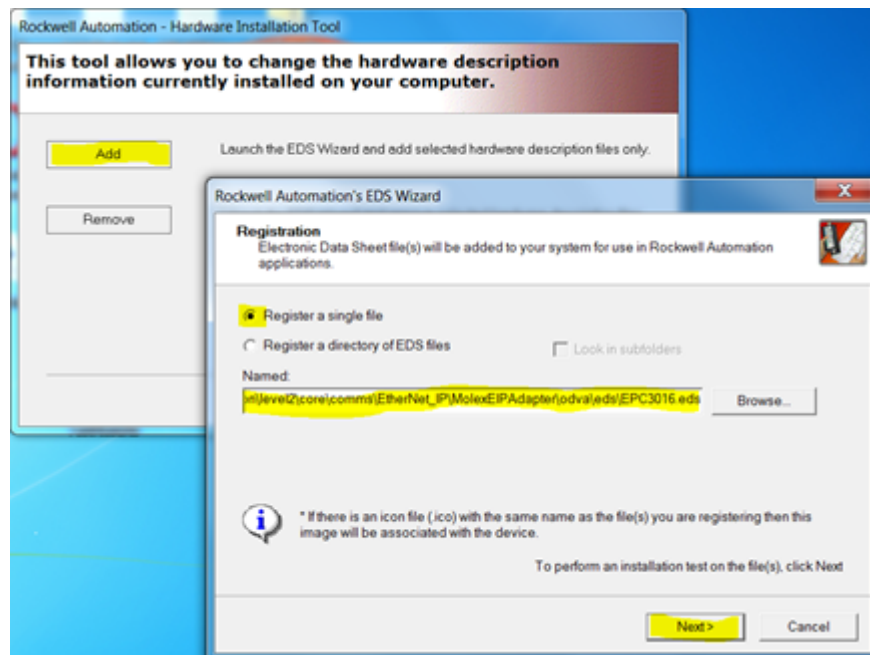 Rockwell Automation - Hardware Installation Tool
This tool allows you to change the hardware description
information currently installed on your computer.
Add
Launch the EDS Wizard and add selected hardware description files only.
Remove
Rockwell Automation's EDS Wizard
Registration
Electronic Data Sheet file(s) will be added to your system for use in Rockwell Automation
applications.
Register a single file
Register a directory of EDS files
Look in subfolders
Named:
\level2\core\comms\EtherNet_IP\MolexEIPAdapter\odva\eds\EPC3016.eds
Browse...
* If there is an icon file (.ico) with the same name as the file(s) you are registering then this
image will be associated with the device.
To perform an installation test on the file(s), click Next
Next >
Cancel